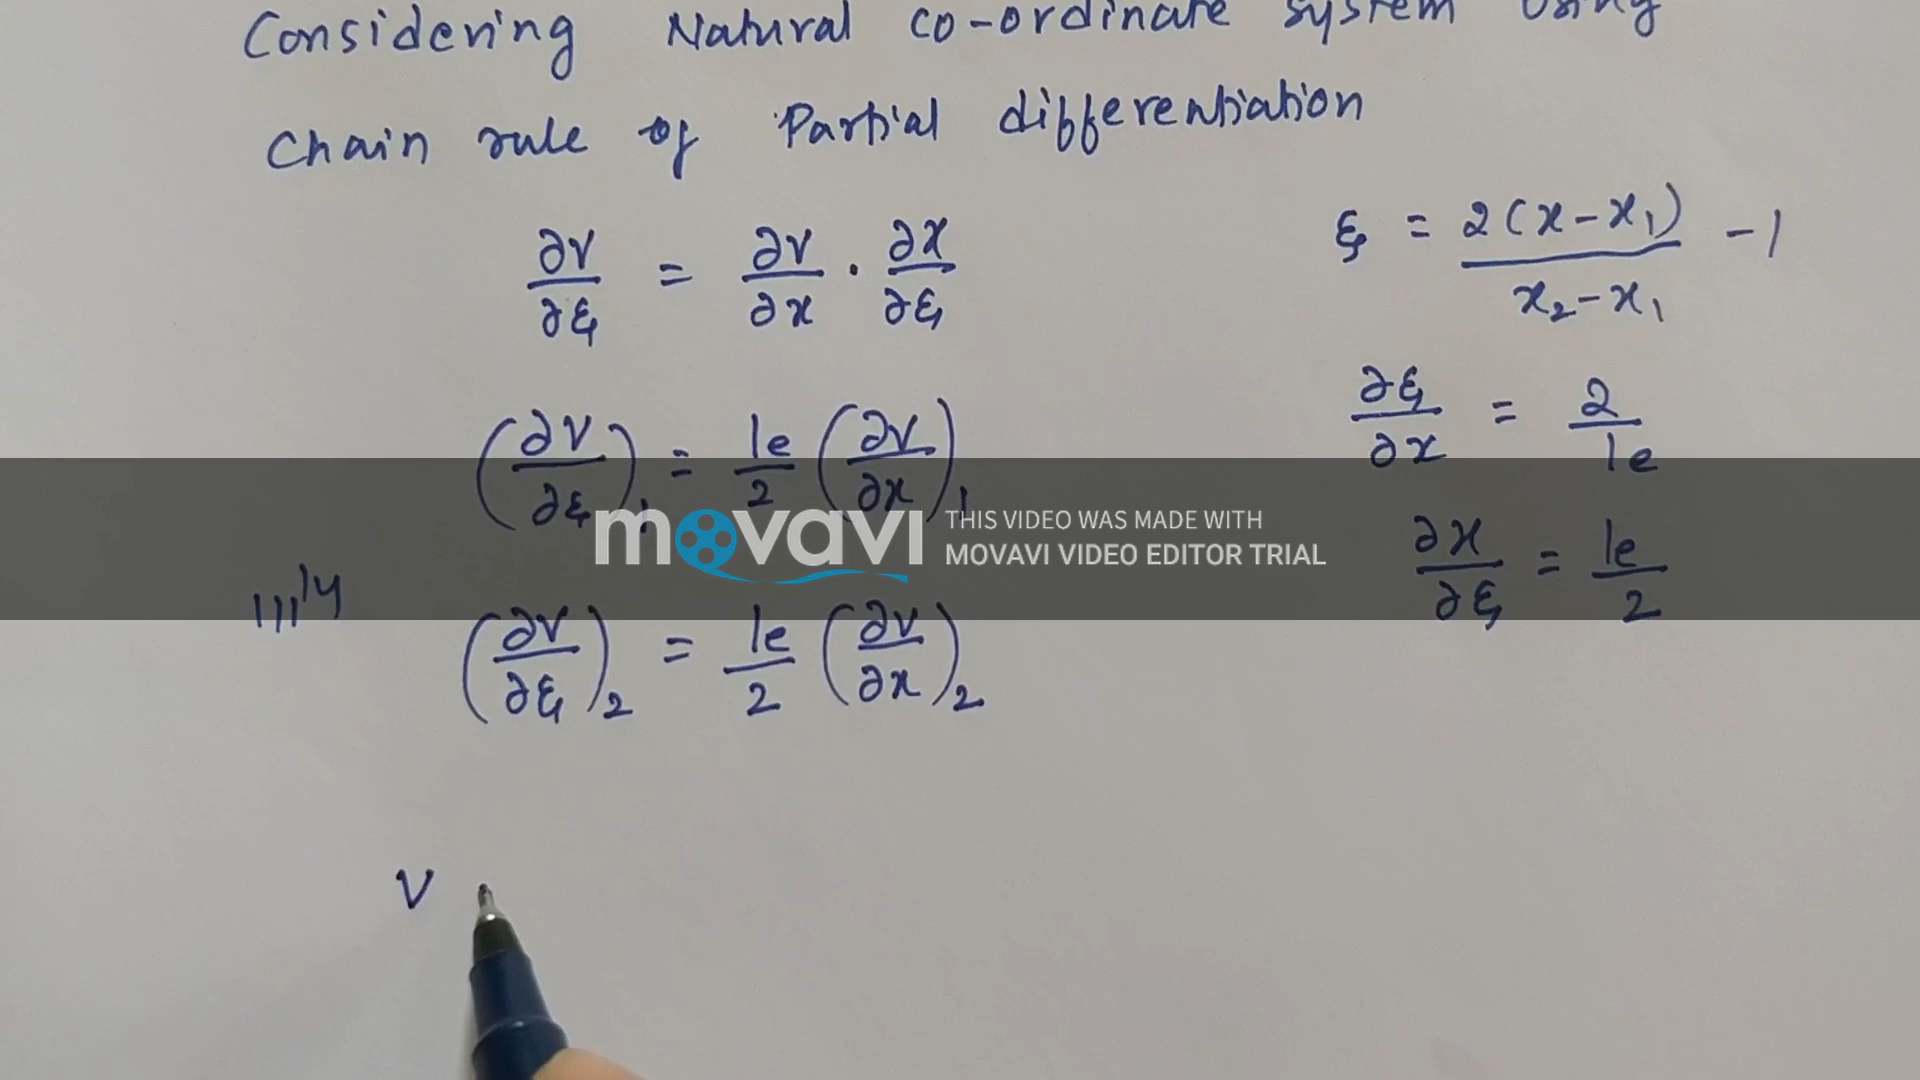 Considering Natural co-ordinate system Using
Chain rule of Partial differentiation
∂v/∂ξ = ∂v/∂x · ∂x/∂ξ
ξ = 2(x-x₁)/(x₂-x₁) -1
∂ξ/∂x = 2/le
(∂v/∂ξ)₁ = le/2 (∂v/∂x)₁
movavi THIS VIDEO WAS MADE WITH
MOVAVI VIDEO EDITOR TRIAL
∂x/∂ξ = le/2
|||ly (∂v/∂ξ)₂ = le/2 (∂v/∂x)₂
v